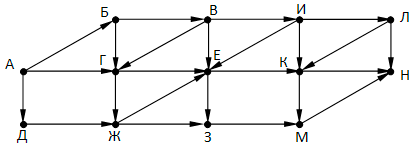 Б В И Л
А Г Е К Н
Д Ж З М